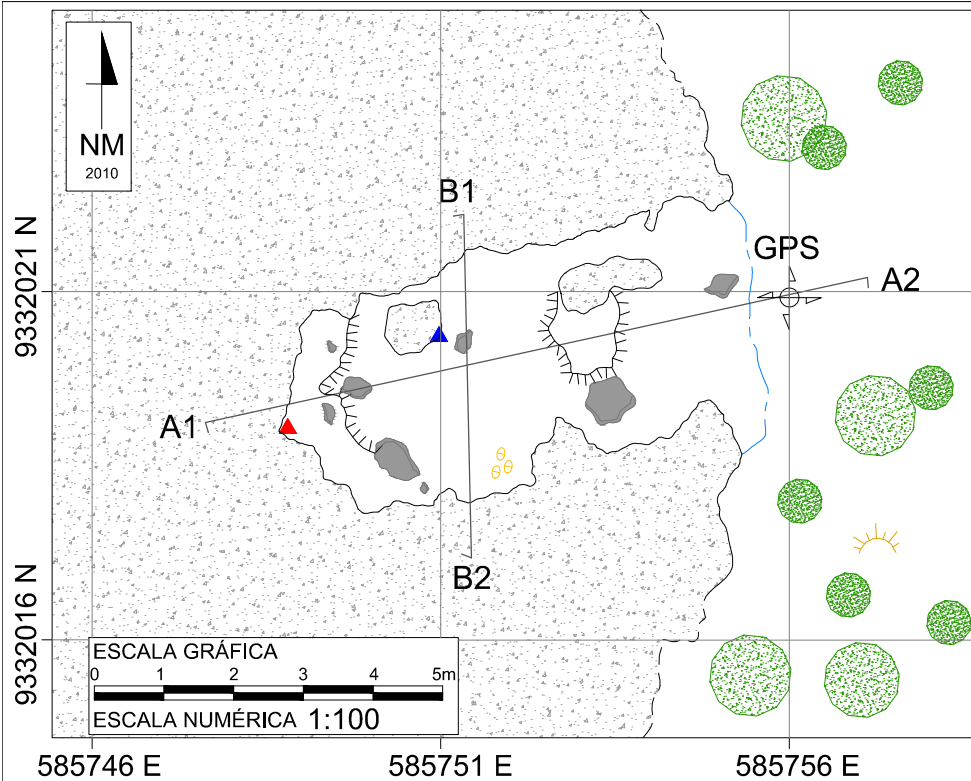 NM
2010
B1
GPS
A2
9332021 N
A1
B2
9332016 N
ESCALA GRÁFICA
0 1 2 3 4 5m
ESCALA NUMÉRICA 1:100
585746 E 585751 E 585756 E